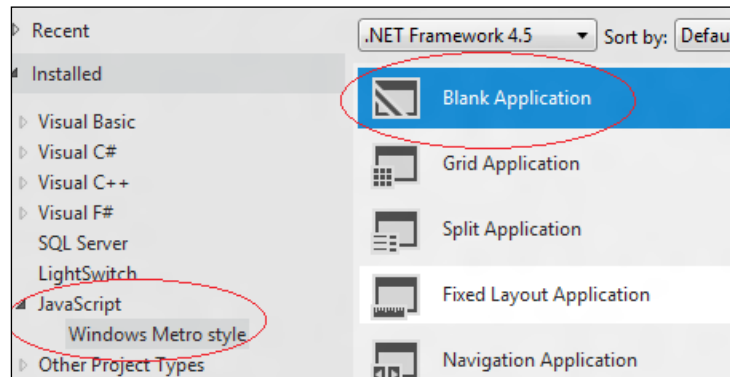 Recent
Installed
Visual Basic
Visual C#
Visual C++
Visual F#
SQL Server
LightSwitch
JavaScript
Windows Metro style
Other Project Types
.NET Framework 4.5 Sort by: Defau
Blank Application
Grid Application
Split Application
Fixed Layout Application
Navigation Application